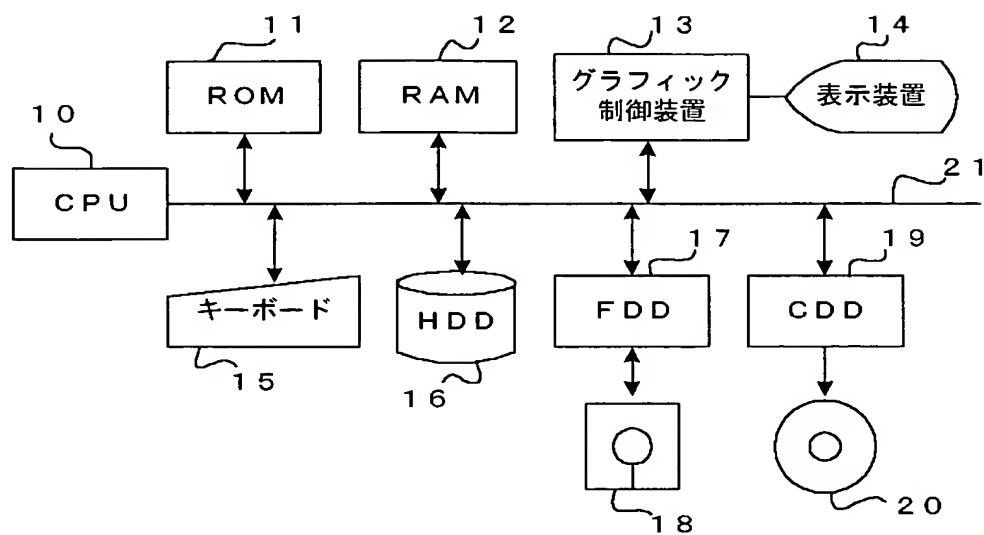 11
12
13
14
ROM
RAM
グラフィック
制御装置
表示装置
10
CPU
21
17
19
キーボード
HDD
FDD
CDD
15
16
18
20